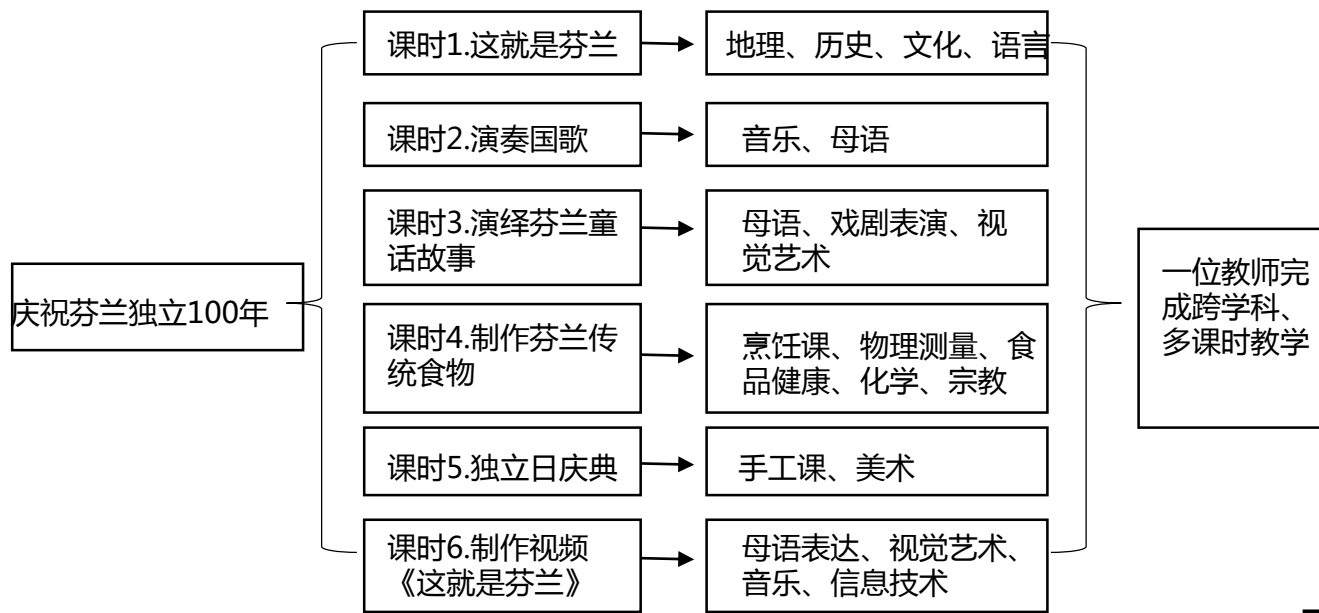 课时1.这就是芬兰
地理、历史、文化、语言
课时2.演奏国歌
音乐、母语
课时3.演绎芬兰童
话故事
母语、戏剧表演、视
觉艺术
庆祝芬兰独立100年
一位教师完
成跨学科、
多课时教学
课时4.制作芬兰传
统食物
烹饪课、物理测量、食
品健康、化学、宗教
课时5.独立日庆典
手工课、美术
课时6.制作视频
《这就是芬兰》
母语表达、视觉艺术、
音乐、信息技术